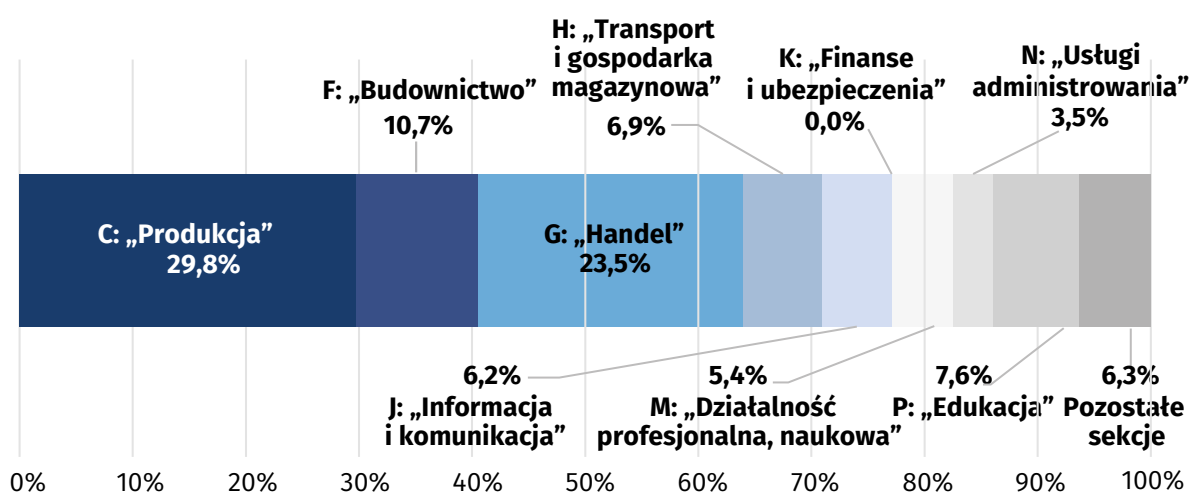 H: „Transport
i gospodarka
magazynowa”
6,9%
F: „Budownictwo”
10,7%
K: „Finanse
i ubezpieczenia”
0,0%
N: „Usługi
administrowania”
3,5%
C: „Produkcja”
29,8%
G: „Handel”
23,5%
6,2%
J: „Informacja
i komunikacja”
5,4%
M: „Działalność
profesjonalna, naukowa”
7,6%
P: „Edukacja”
6,3%
Pozostałe
sekcje
0% 10% 20% 30% 40% 50% 60% 70% 80% 90% 100%